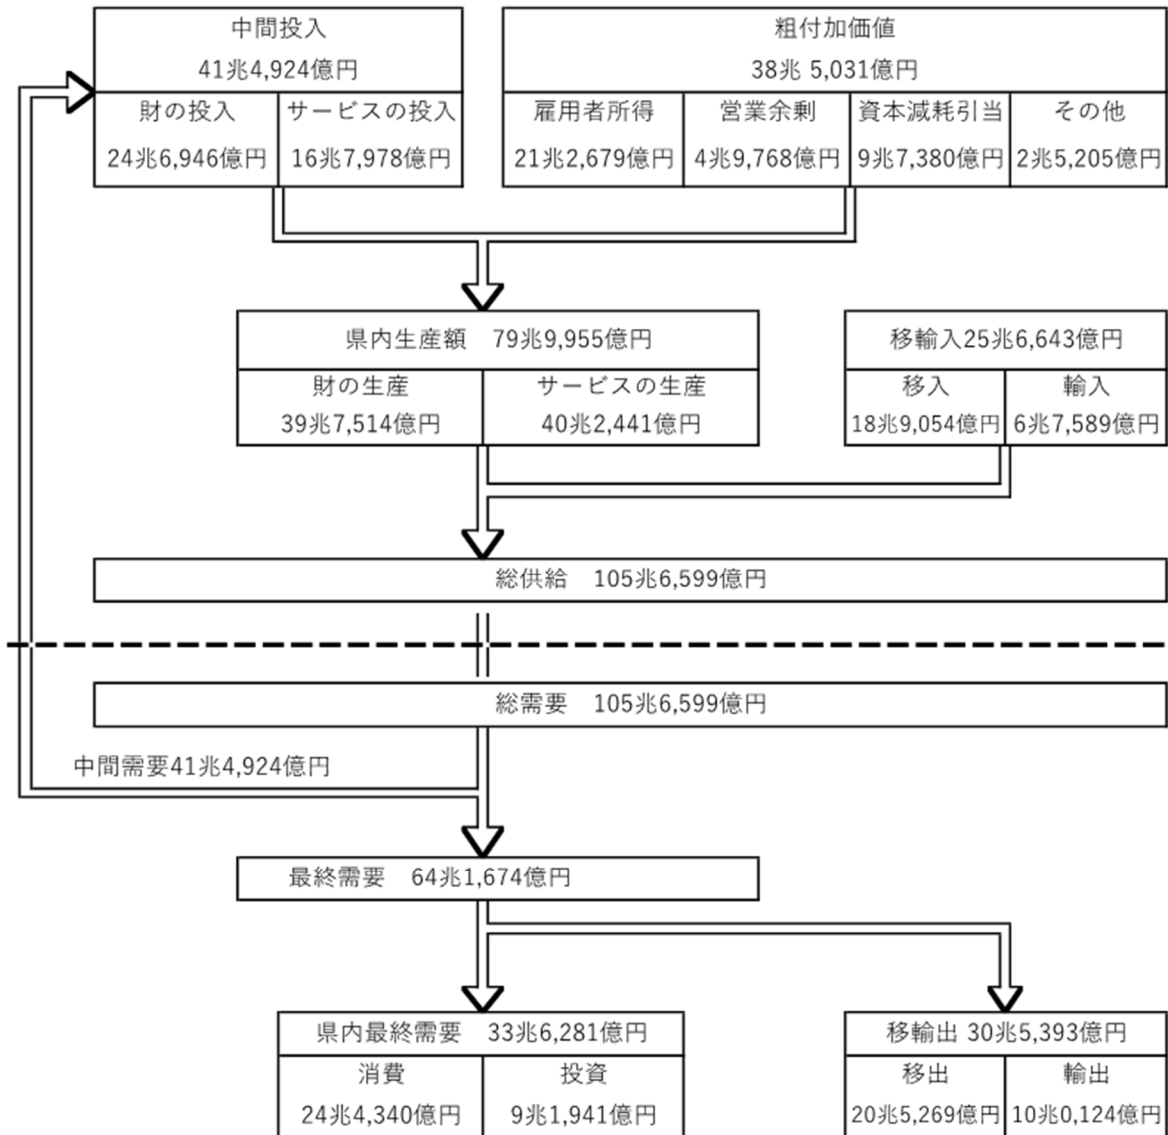 中間投入
41兆4,924億円
財の投入
24兆6,946億円
サービスの投入
16兆7,978億円
粗付加価値
38兆 5,031億円
雇用者所得
21兆2,679億円
営業余剰
4兆9,768億円
資本減耗引当
9兆7,380億円
その他
2兆5,205億円
県内生産額 79兆9,955億円
財の生産
39兆7,514億円
サービスの生産
40兆2,441億円
移輸入25兆6,643億円
移入
18兆9,054億円
輸入
6兆7,589億円
総供給 105兆6,599億円
総需要 105兆6,599億円
中間需要41兆4,924億円
最終需要 64兆1,674億円
県内最終需要 33兆6,281億円
消費
24兆4,340億円
投資
9兆1,941億円
移輸出 30兆5,393億円
移出
20兆5,269億円
輸出
10兆0,124億円